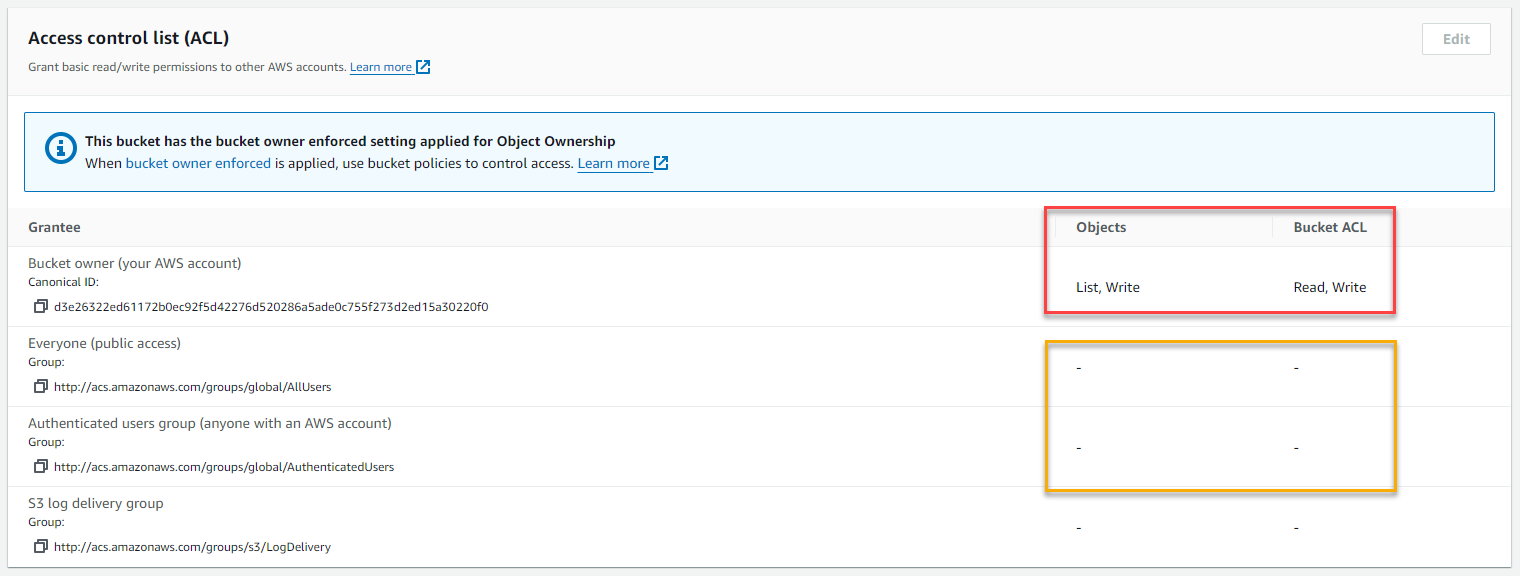 Access control list (ACL)
Edit
Grant basic read/write permissions to other AWS accounts. Learn more
This bucket has the bucket owner enforced setting applied for Object Ownership
When bucket owner enforced is applied, use bucket policies to control access. Learn more
Grantee Objects Bucket ACL
Bucket owner (your AWS account)
Canonical ID:
List, Write Read, Write
d3e26322ed61172b0ec92f5d42276d520286a5ade0c755f273d2ed15a30220f0
Everyone (public access)
Group:
- -
http://acs.amazonaws.com/groups/global/AllUsers
Authenticated users group (anyone with an AWS account)
Group:
- -
http://acs.amazonaws.com/groups/global/AuthenticatedUsers
S3 log delivery group
Group:
- -
http://acs.amazonaws.com/groups/s3/LogDelivery